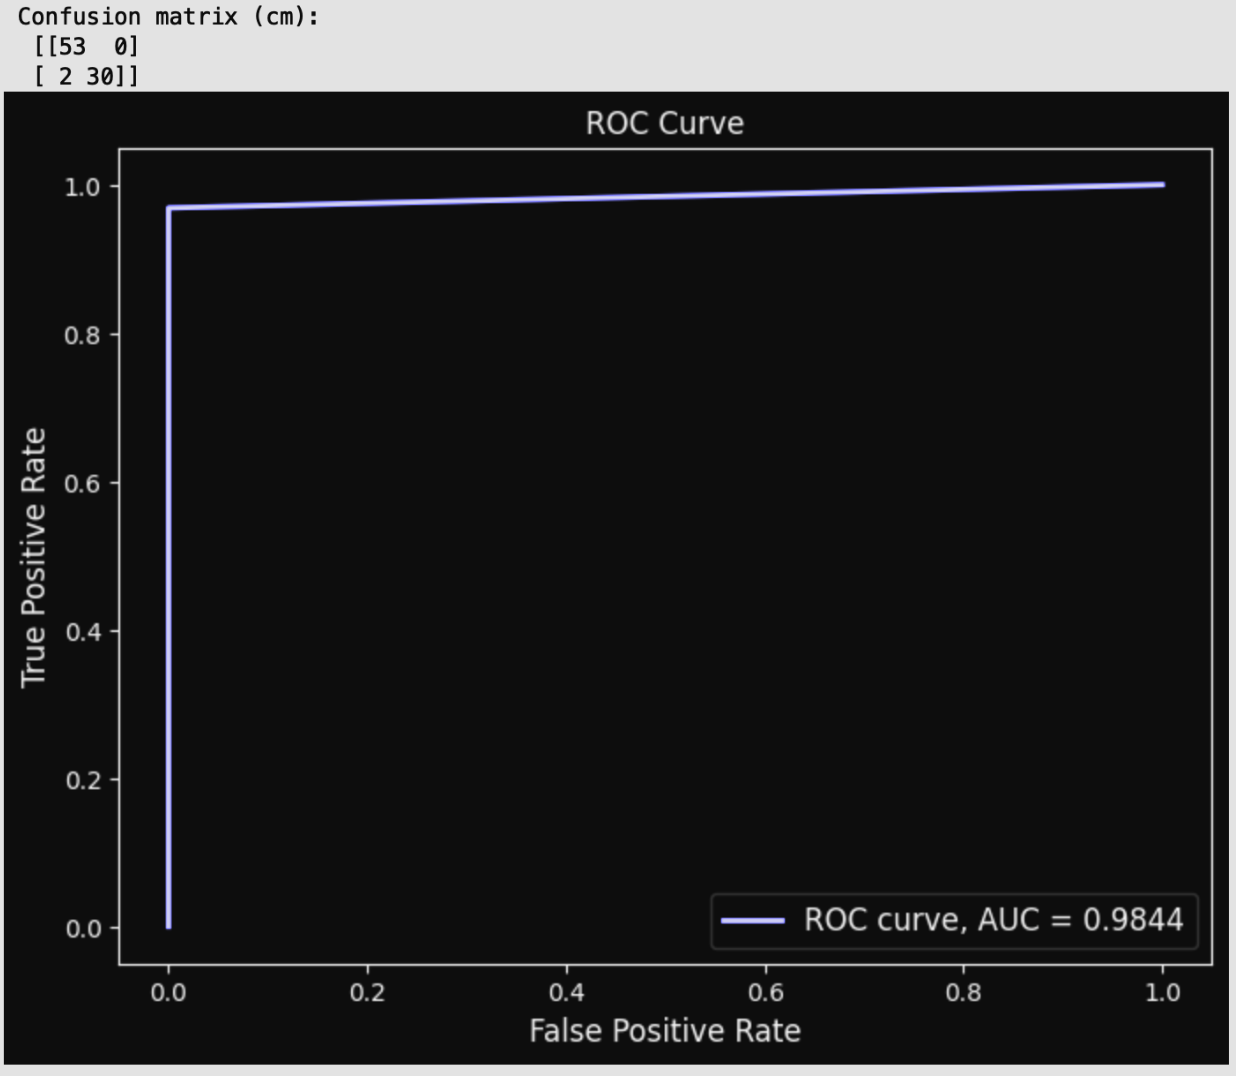 Confusion matrix (cm):
[[53  0]
[ 2 30]]
ROC Curve
1.0
0.8
0.6
0.4
0.2
0.0
True Positive Rate
ROC curve, AUC = 0.9844
0.0 0.2 0.4 0.6 0.8 1.0
False Positive Rate